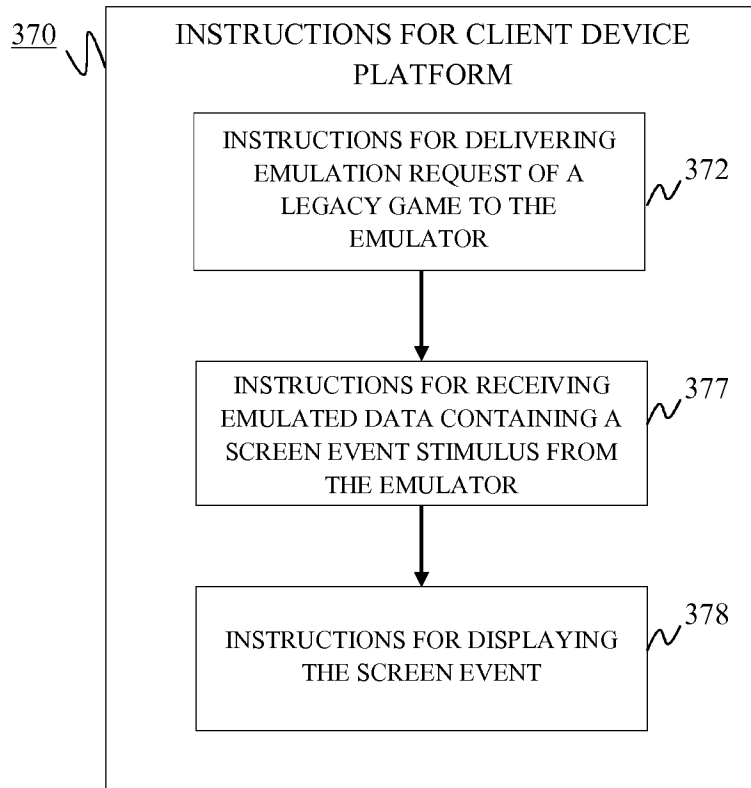 370
INSTRUCTIONS FOR CLIENT DEVICE
PLATFORM
INSTRUCTIONS FOR DELIVERING
EMULATION REQUEST OF A
LEGACY GAME TO THE
EMULATOR
372
INSTRUCTIONS FOR RECEIVING
EMULATED DATA CONTAINING A
SCREEN EVENT STIMULUS FROM
THE EMULATOR
377
INSTRUCTIONS FOR DISPLAYING
THE SCREEN EVENT
378